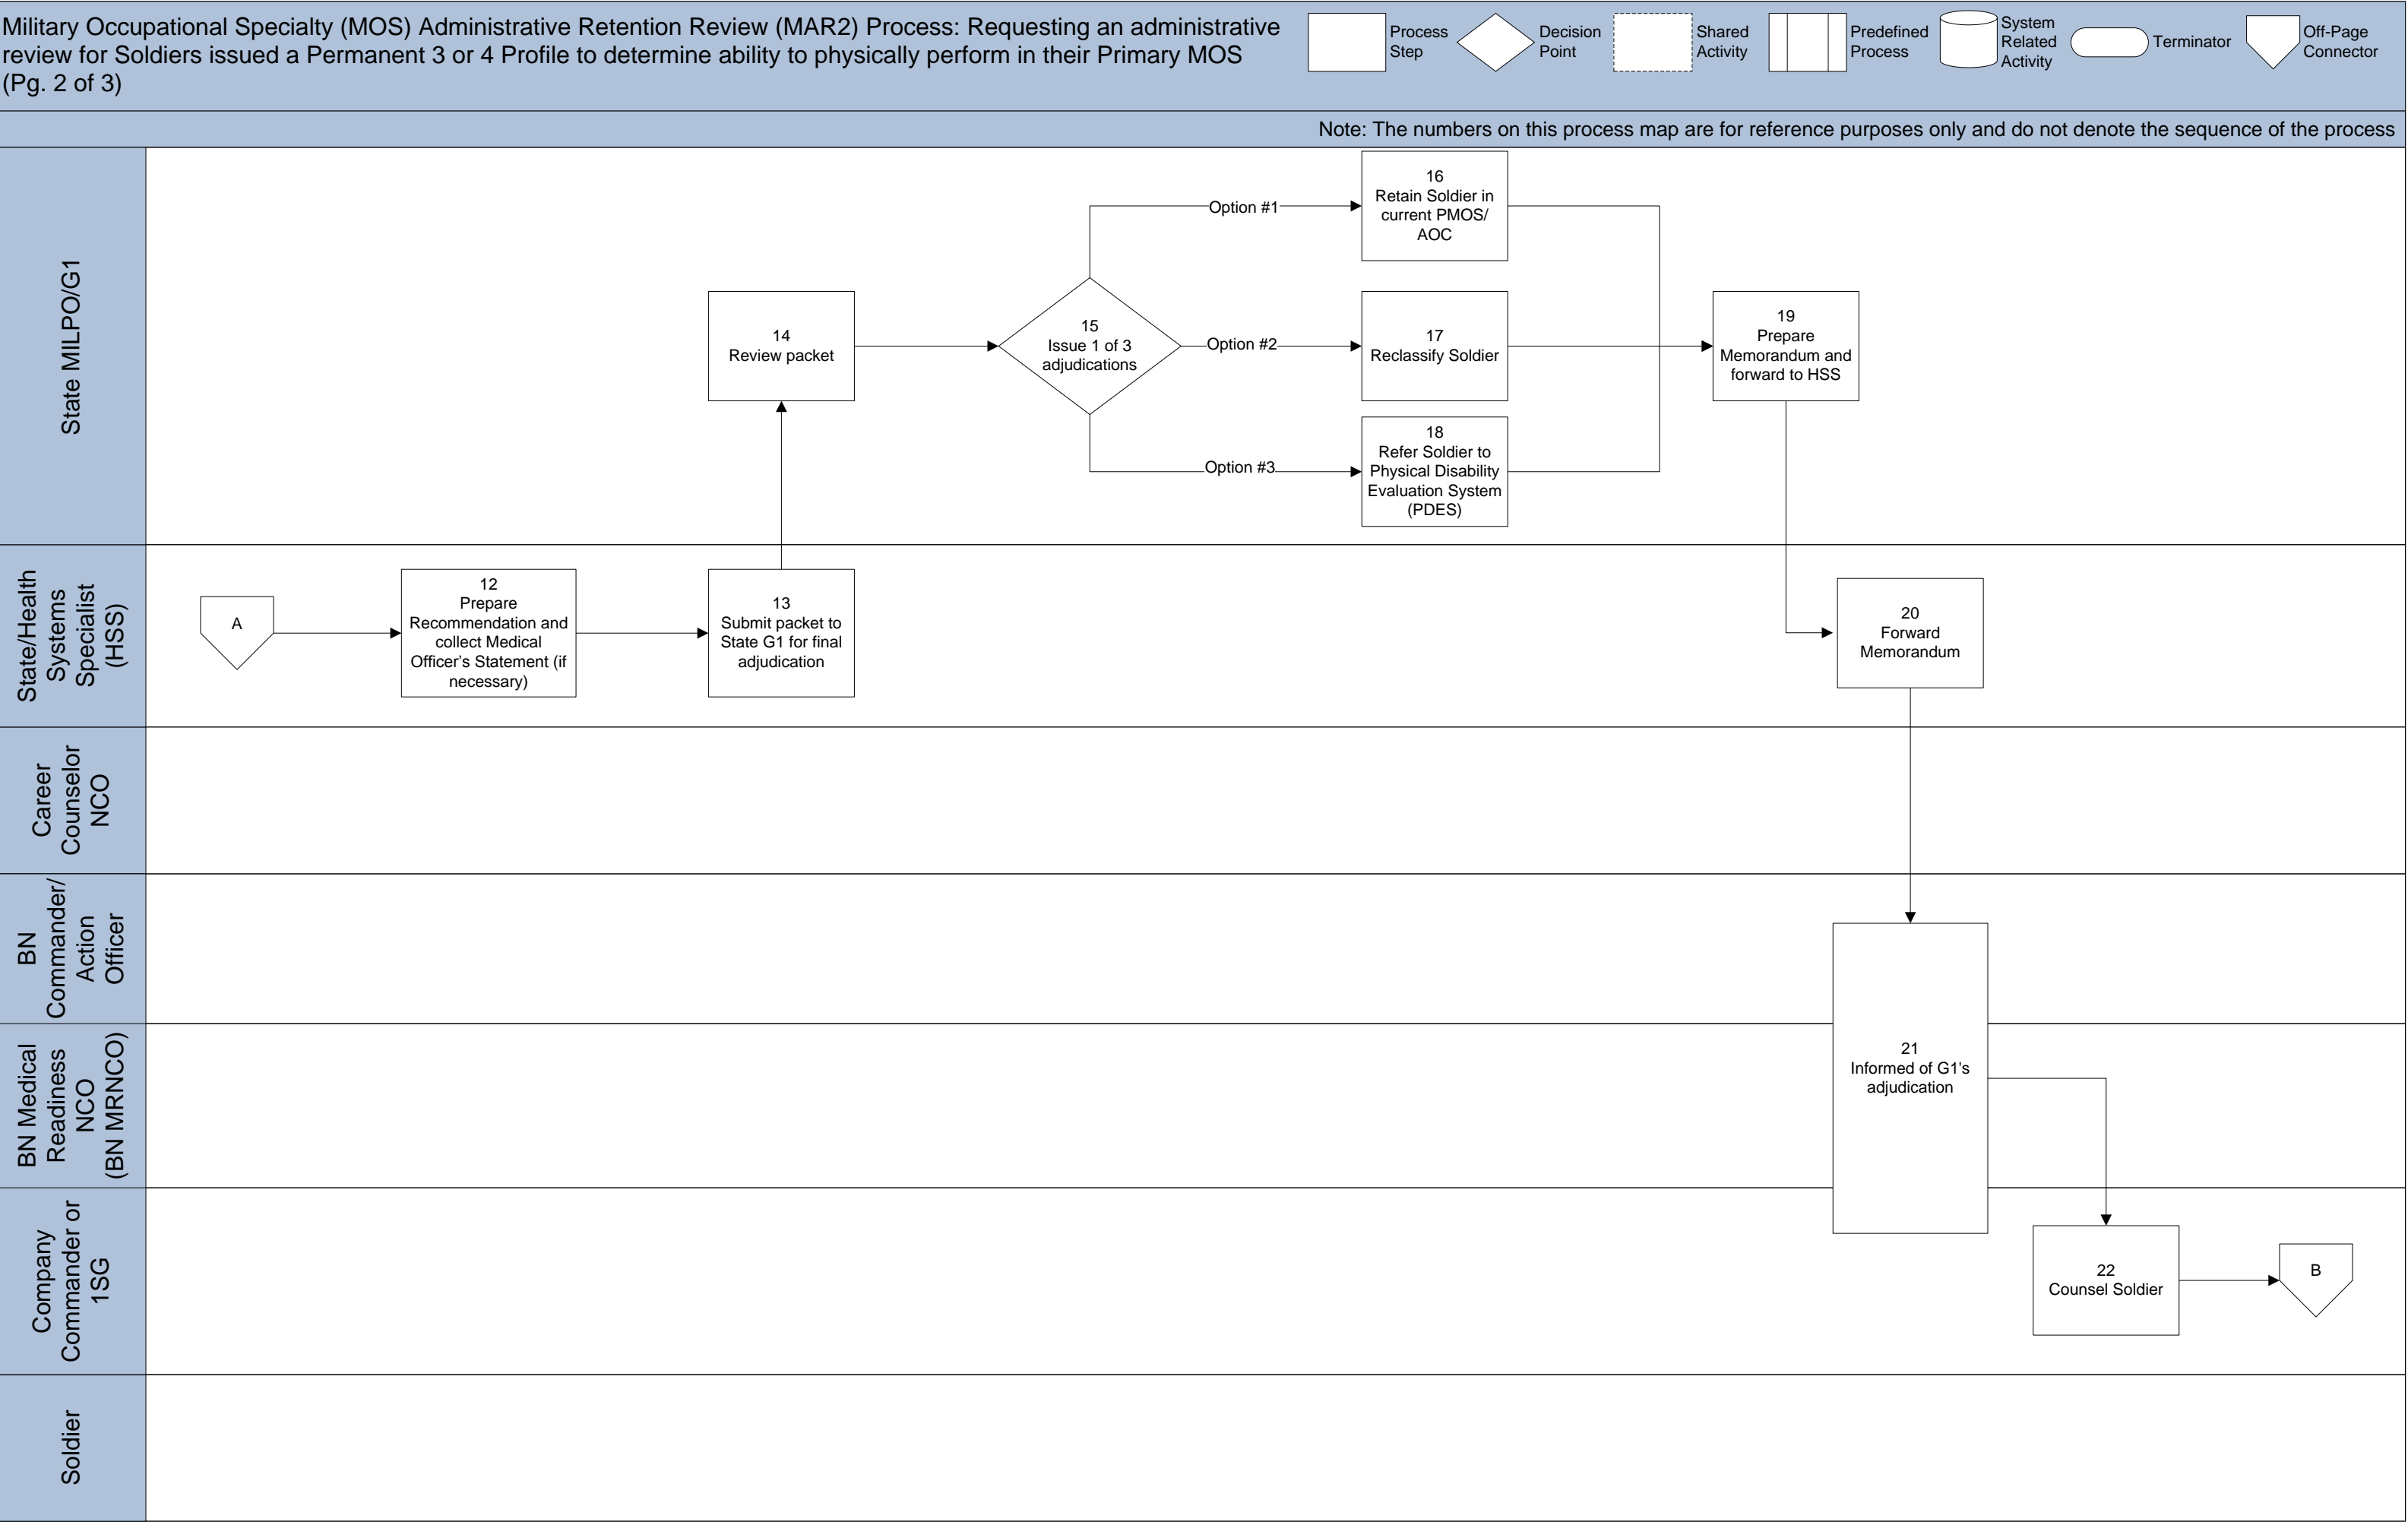 Military Occupational Specialty (MOS) Administrative Retention Review (MAR2) Process: Requesting an administrative
review for Soldiers issued a Permanent 3 or 4 Profile to determine ability to physically perform in their Primary MOS
(Pg. 2 of 3)
Process
Step
Decision
Point
Shared
Activity
Predefined
Process
System
Related
Activity
Terminator
Off-Page
Connector
Note: The numbers on this process map are for reference purposes only and do not denote the sequence of the process
State MILPO/G1
14
Review packet
15
Issue 1 of 3
adjudications
Option #1
Option #2
Option #3
16
Retain Soldier in
current PMOS/
AOC
17
Reclassify Soldier
18
Refer Soldier to
Physical Disability
Evaluation System
(PDES)
19
Prepare
Memorandum and
forward to HSS
State/Health
Systems
Specialist
(HSS)
A
12
Prepare
Recommendation and
collect Medical
Officer’s Statement (if
necessary)
13
Submit packet to
State G1 for final
adjudication
20
Forward
Memorandum
Career
Counselor
NCO
BN
Commander/
Action
Officer
BN Medical
Readiness
NCO
(BN MRNCO)
21
Informed of G1's
adjudication
Company
Commander or
1SG
22
Counsel Soldier
B
Soldier